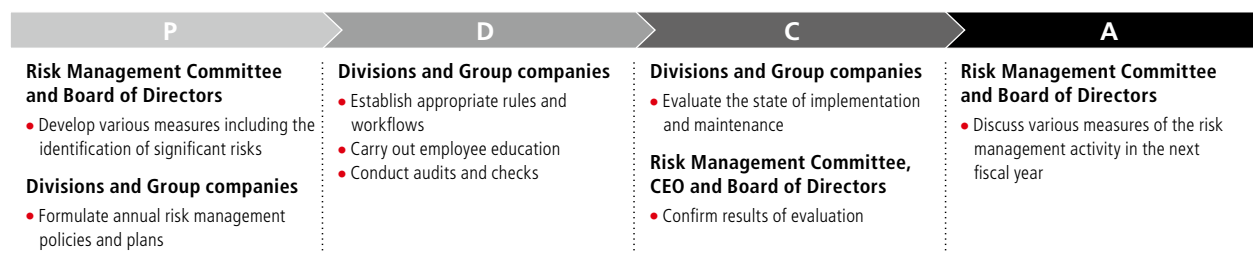 P
Risk Management Committee
and Board of Directors
• Develop various measures including the
identification of significant risks
Divisions and Group companies
• Formulate annual risk management
policies and plans
D
Divisions and Group companies
• Establish appropriate rules and
workflows
• Carry out employee education
• Conduct audits and checks
C
Divisions and Group companies
• Evaluate the state of implementation
and maintenance
Risk Management Committee,
CEO and Board of Directors
• Confirm results of evaluation
A
Risk Management Committee
and Board of Directors
• Discuss various measures of the risk
management activity in the next
fiscal year